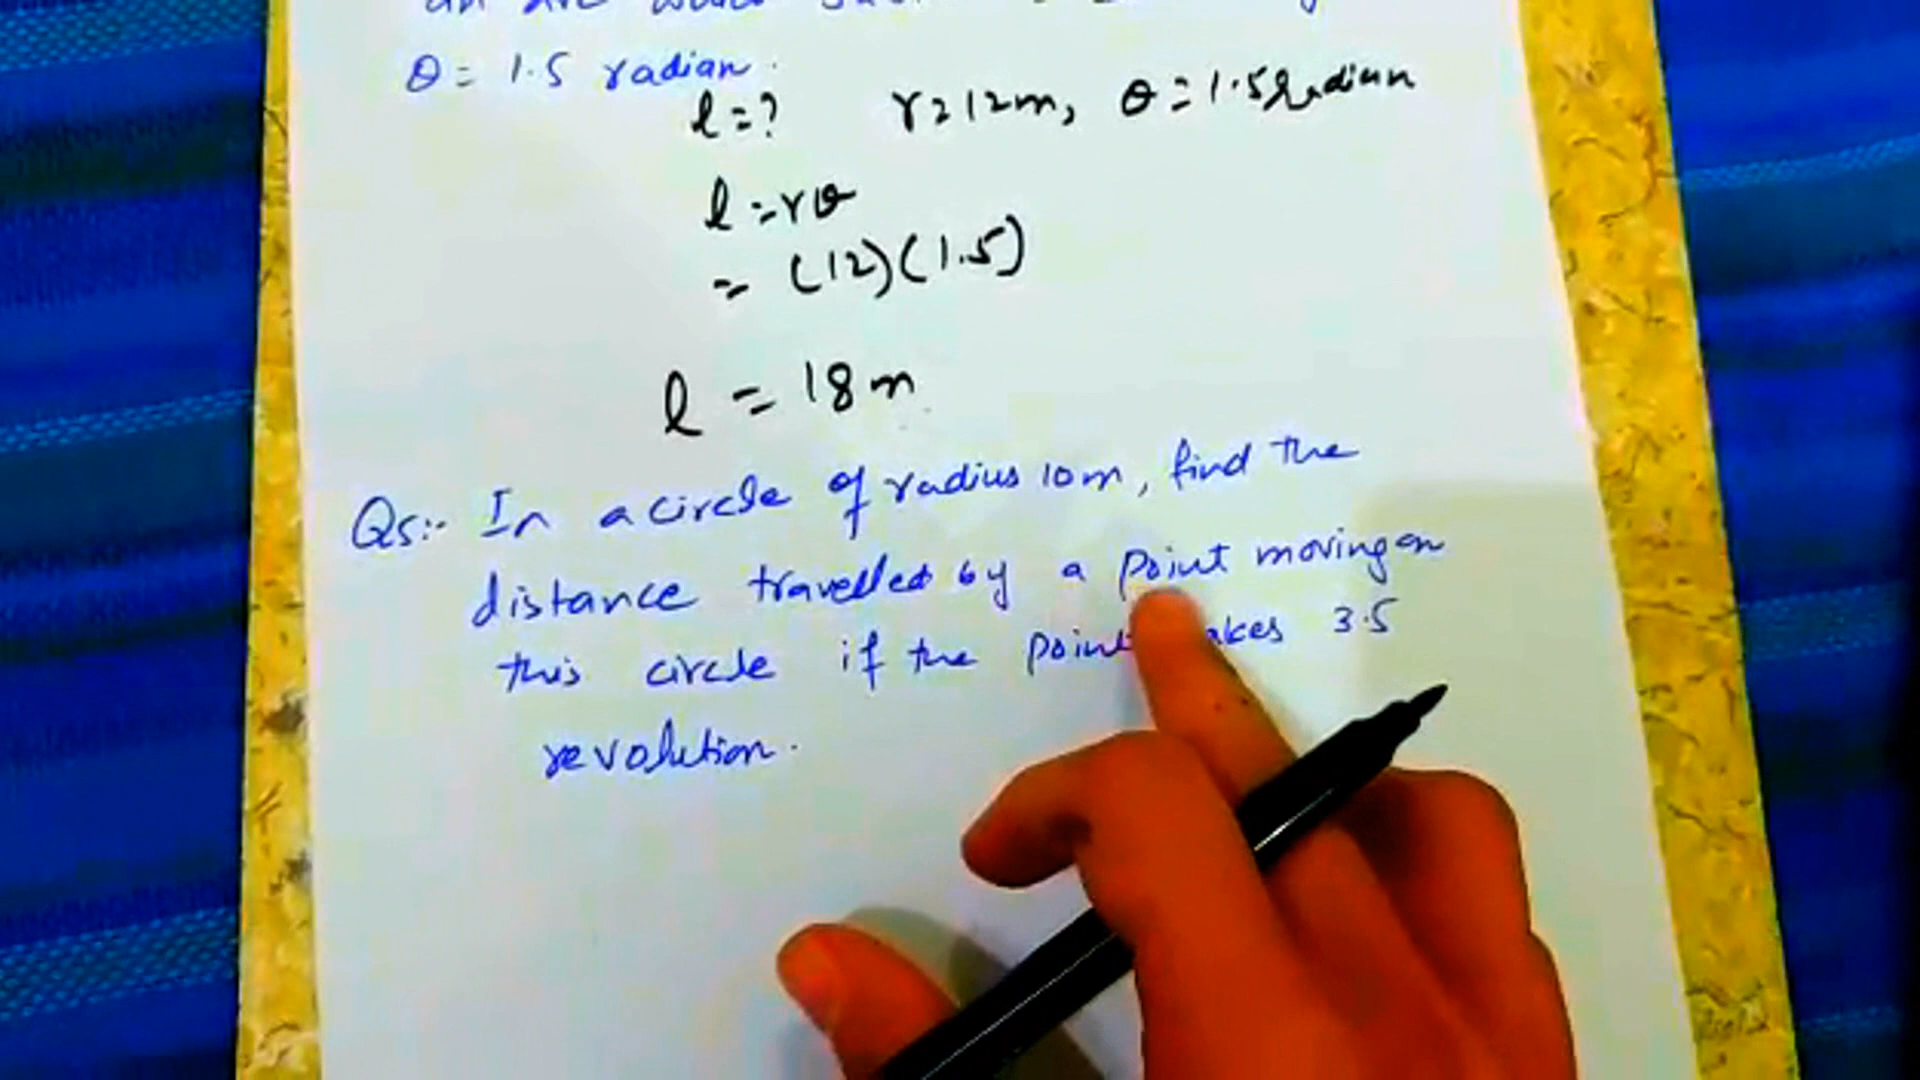 θ = 1.5 radian.
l = ? r = 12m, θ = 1.5 radian
l = rθ
= (12)(1.5)
l = 18m
Q5:- In a circle of radius 10m, find the
distance travelled by a point moving on
this circle if the point 3.5
revolution.